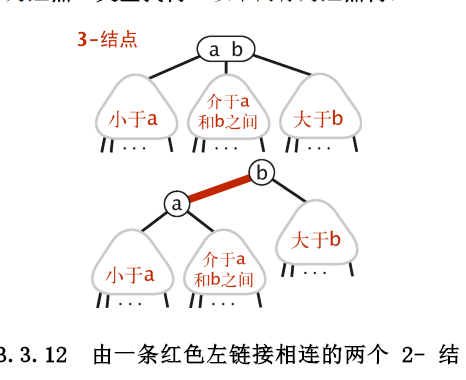 3-结点
a b
小于a
介于a
和b之间
大于b
...
...
...
b
a
大于b
小于a
介于a
和b之间
...
...
...
3.3.12 由一条红色左链接相连的两个 2- 结